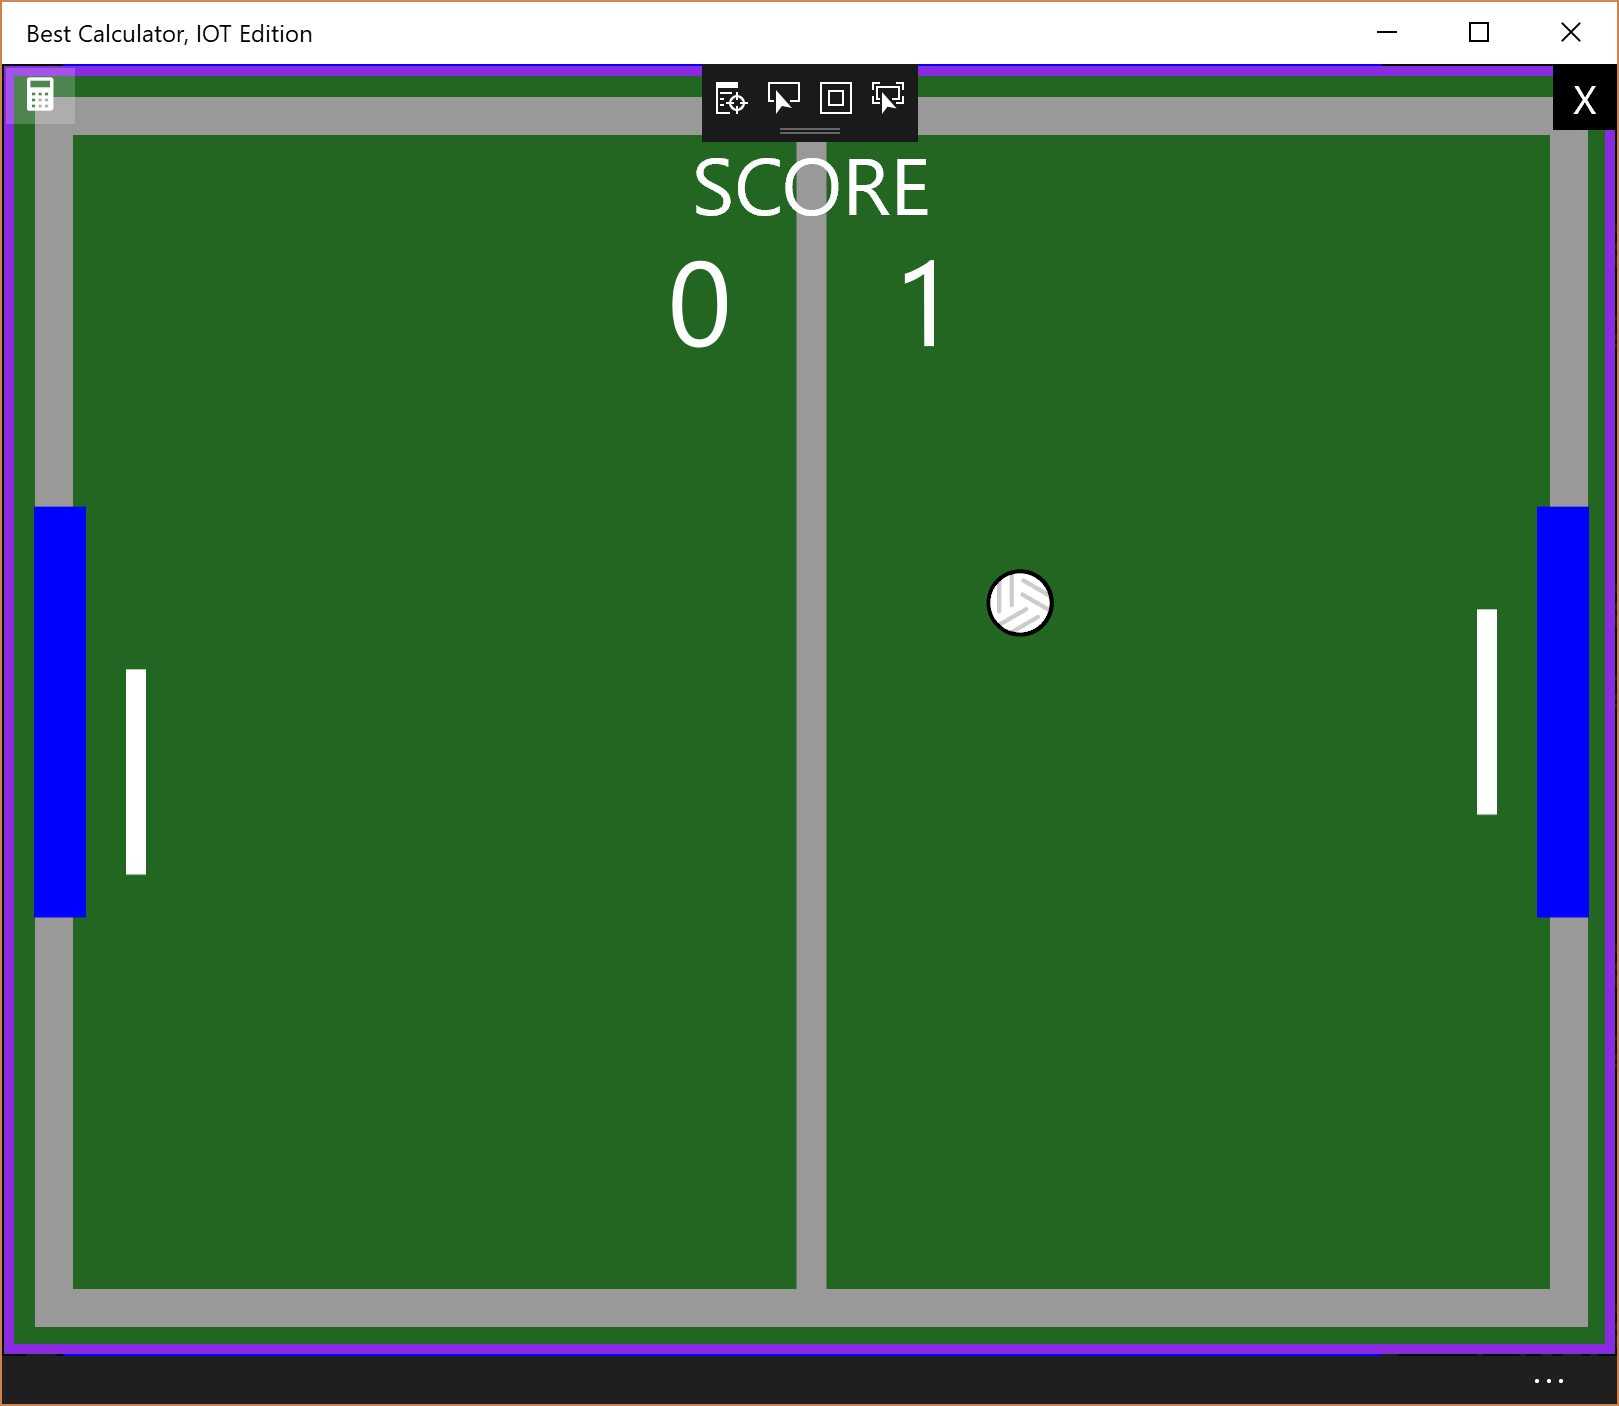 Best Calculator, IOT Edition
X
SCORE
0 1